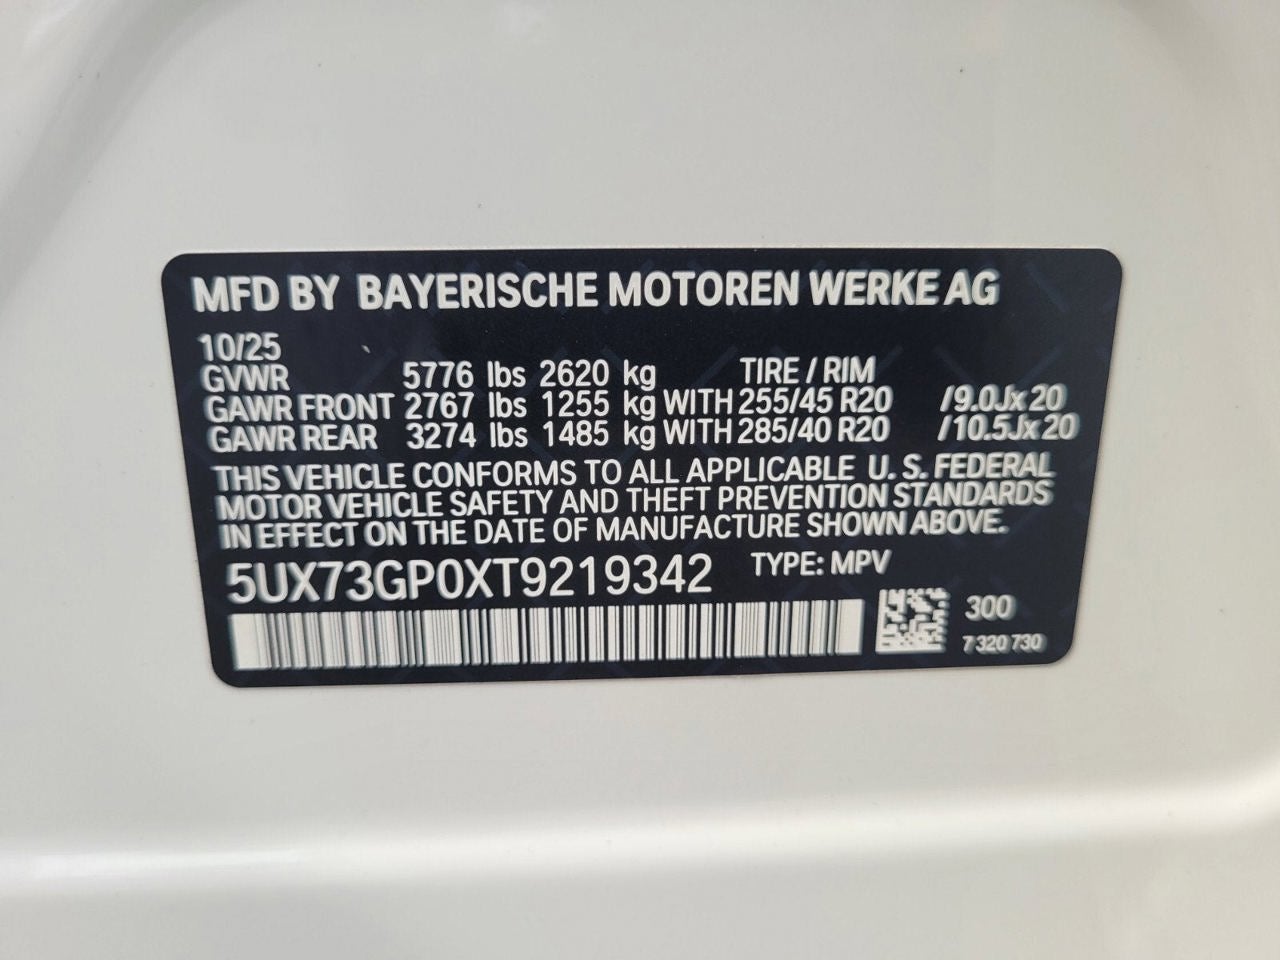 MFD BY BAYERISCHE MOTOREN WERKE AG
10/25
GVWR 5776 lbs 2620 kg TIRE / RIM
GAWR FRONT 2767 lbs 1255 kg WITH 255/45 R20 /9.0Jx20
GAWR REAR 3274 lbs 1485 kg WITH 285/40 R20 /10.5Jx20
THIS VEHICLE CONFORMS TO ALL APPLICABLE U. S. FEDERAL
MOTOR VEHICLE SAFETY AND THEFT PREVENTION STANDARDS
IN EFFECT ON THE DATE OF MANUFACTURE SHOWN ABOVE.
5UX73GP0XT9219342 TYPE: MPV
300
7 320 730